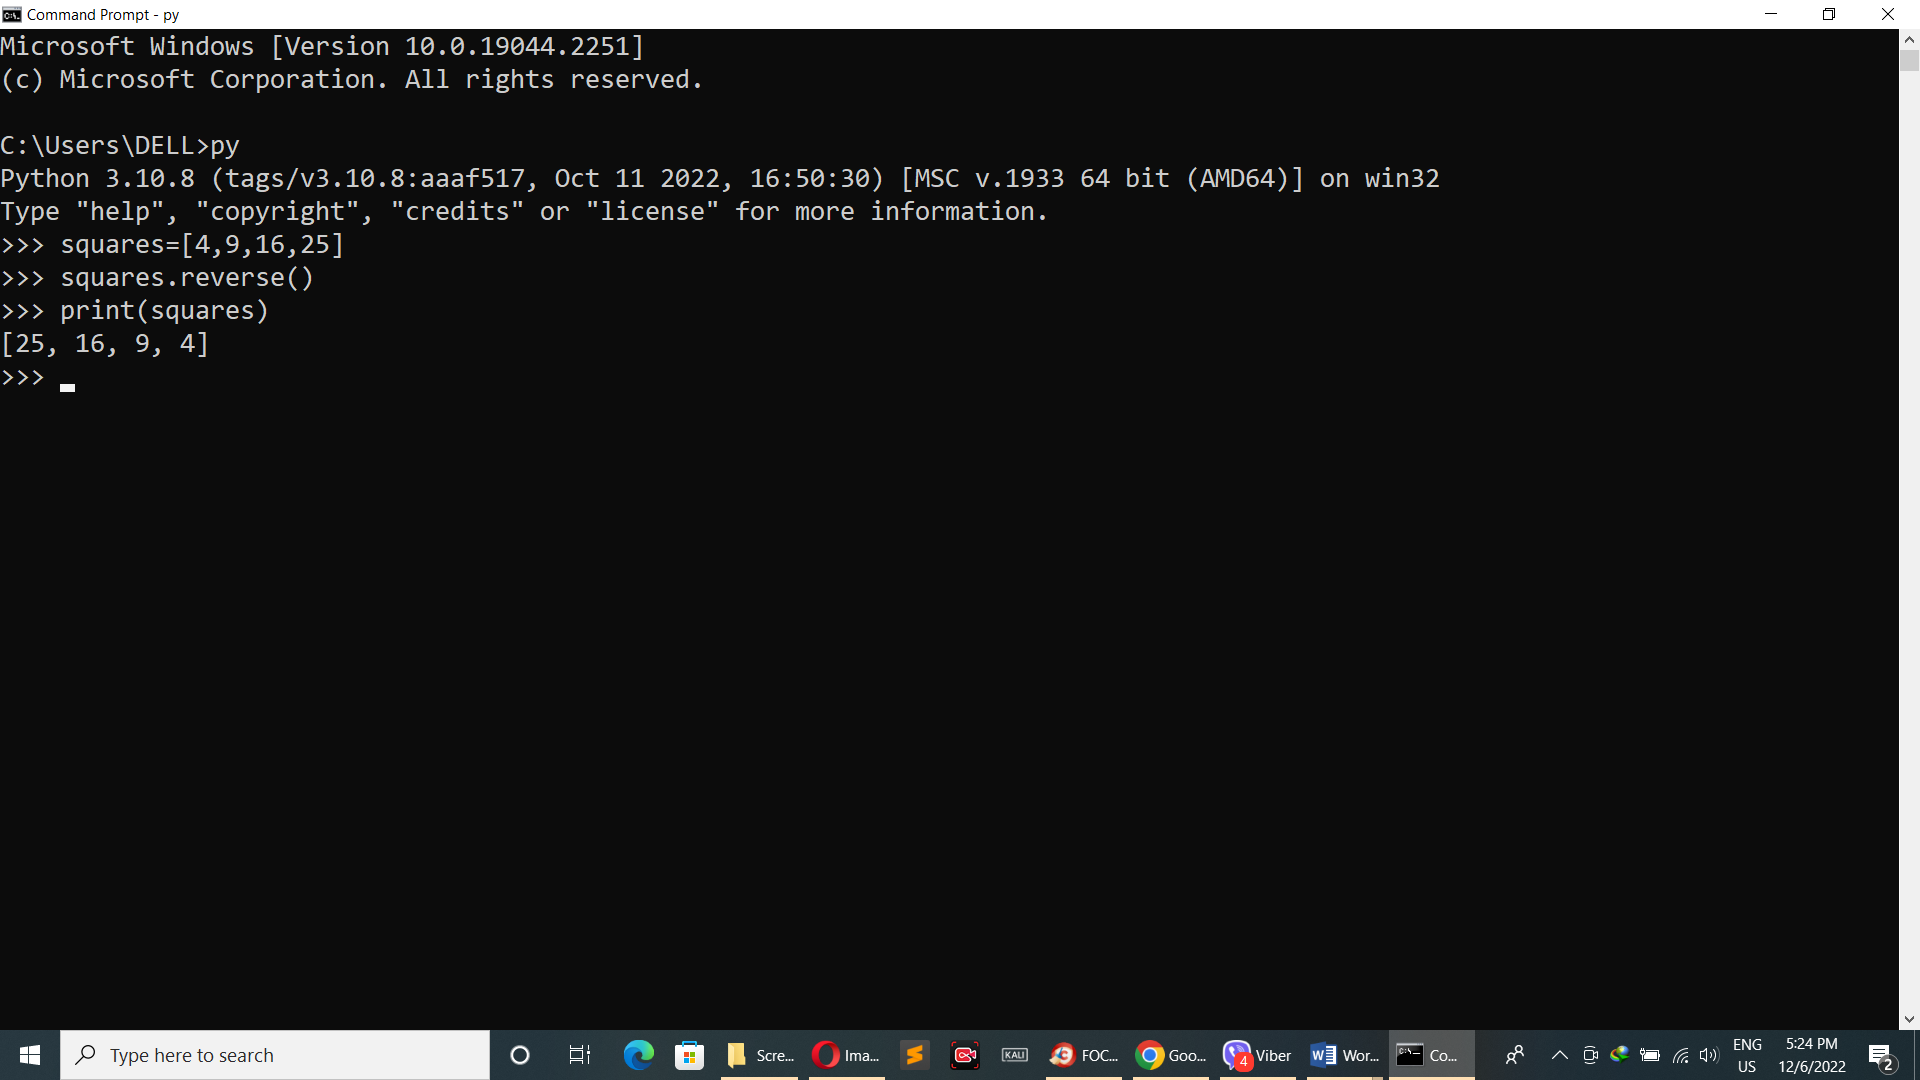 Command Prompt - py
Microsoft Windows [Version 10.0.19044.2251]
(c) Microsoft Corporation. All rights reserved.
C:\Users\DELL>py
Python 3.10.8 (tags/v3.10.8:aaaf517, Oct 11 2022, 16:50:30) [MSC v.1933 64 bit (AMD64)] on win32
Type "help", "copyright", "credits" or "license" for more information.
>>> squares=[4,9,16,25]
>>> squares.reverse()
>>> print(squares)
[25, 16, 9, 4]
>>>
Type here to search
KALI
Scre...
Ima...
FOC...
Goo...
4
Viber
Wor...
Co...
ENG
US
5:24 PM
12/6/2022
2